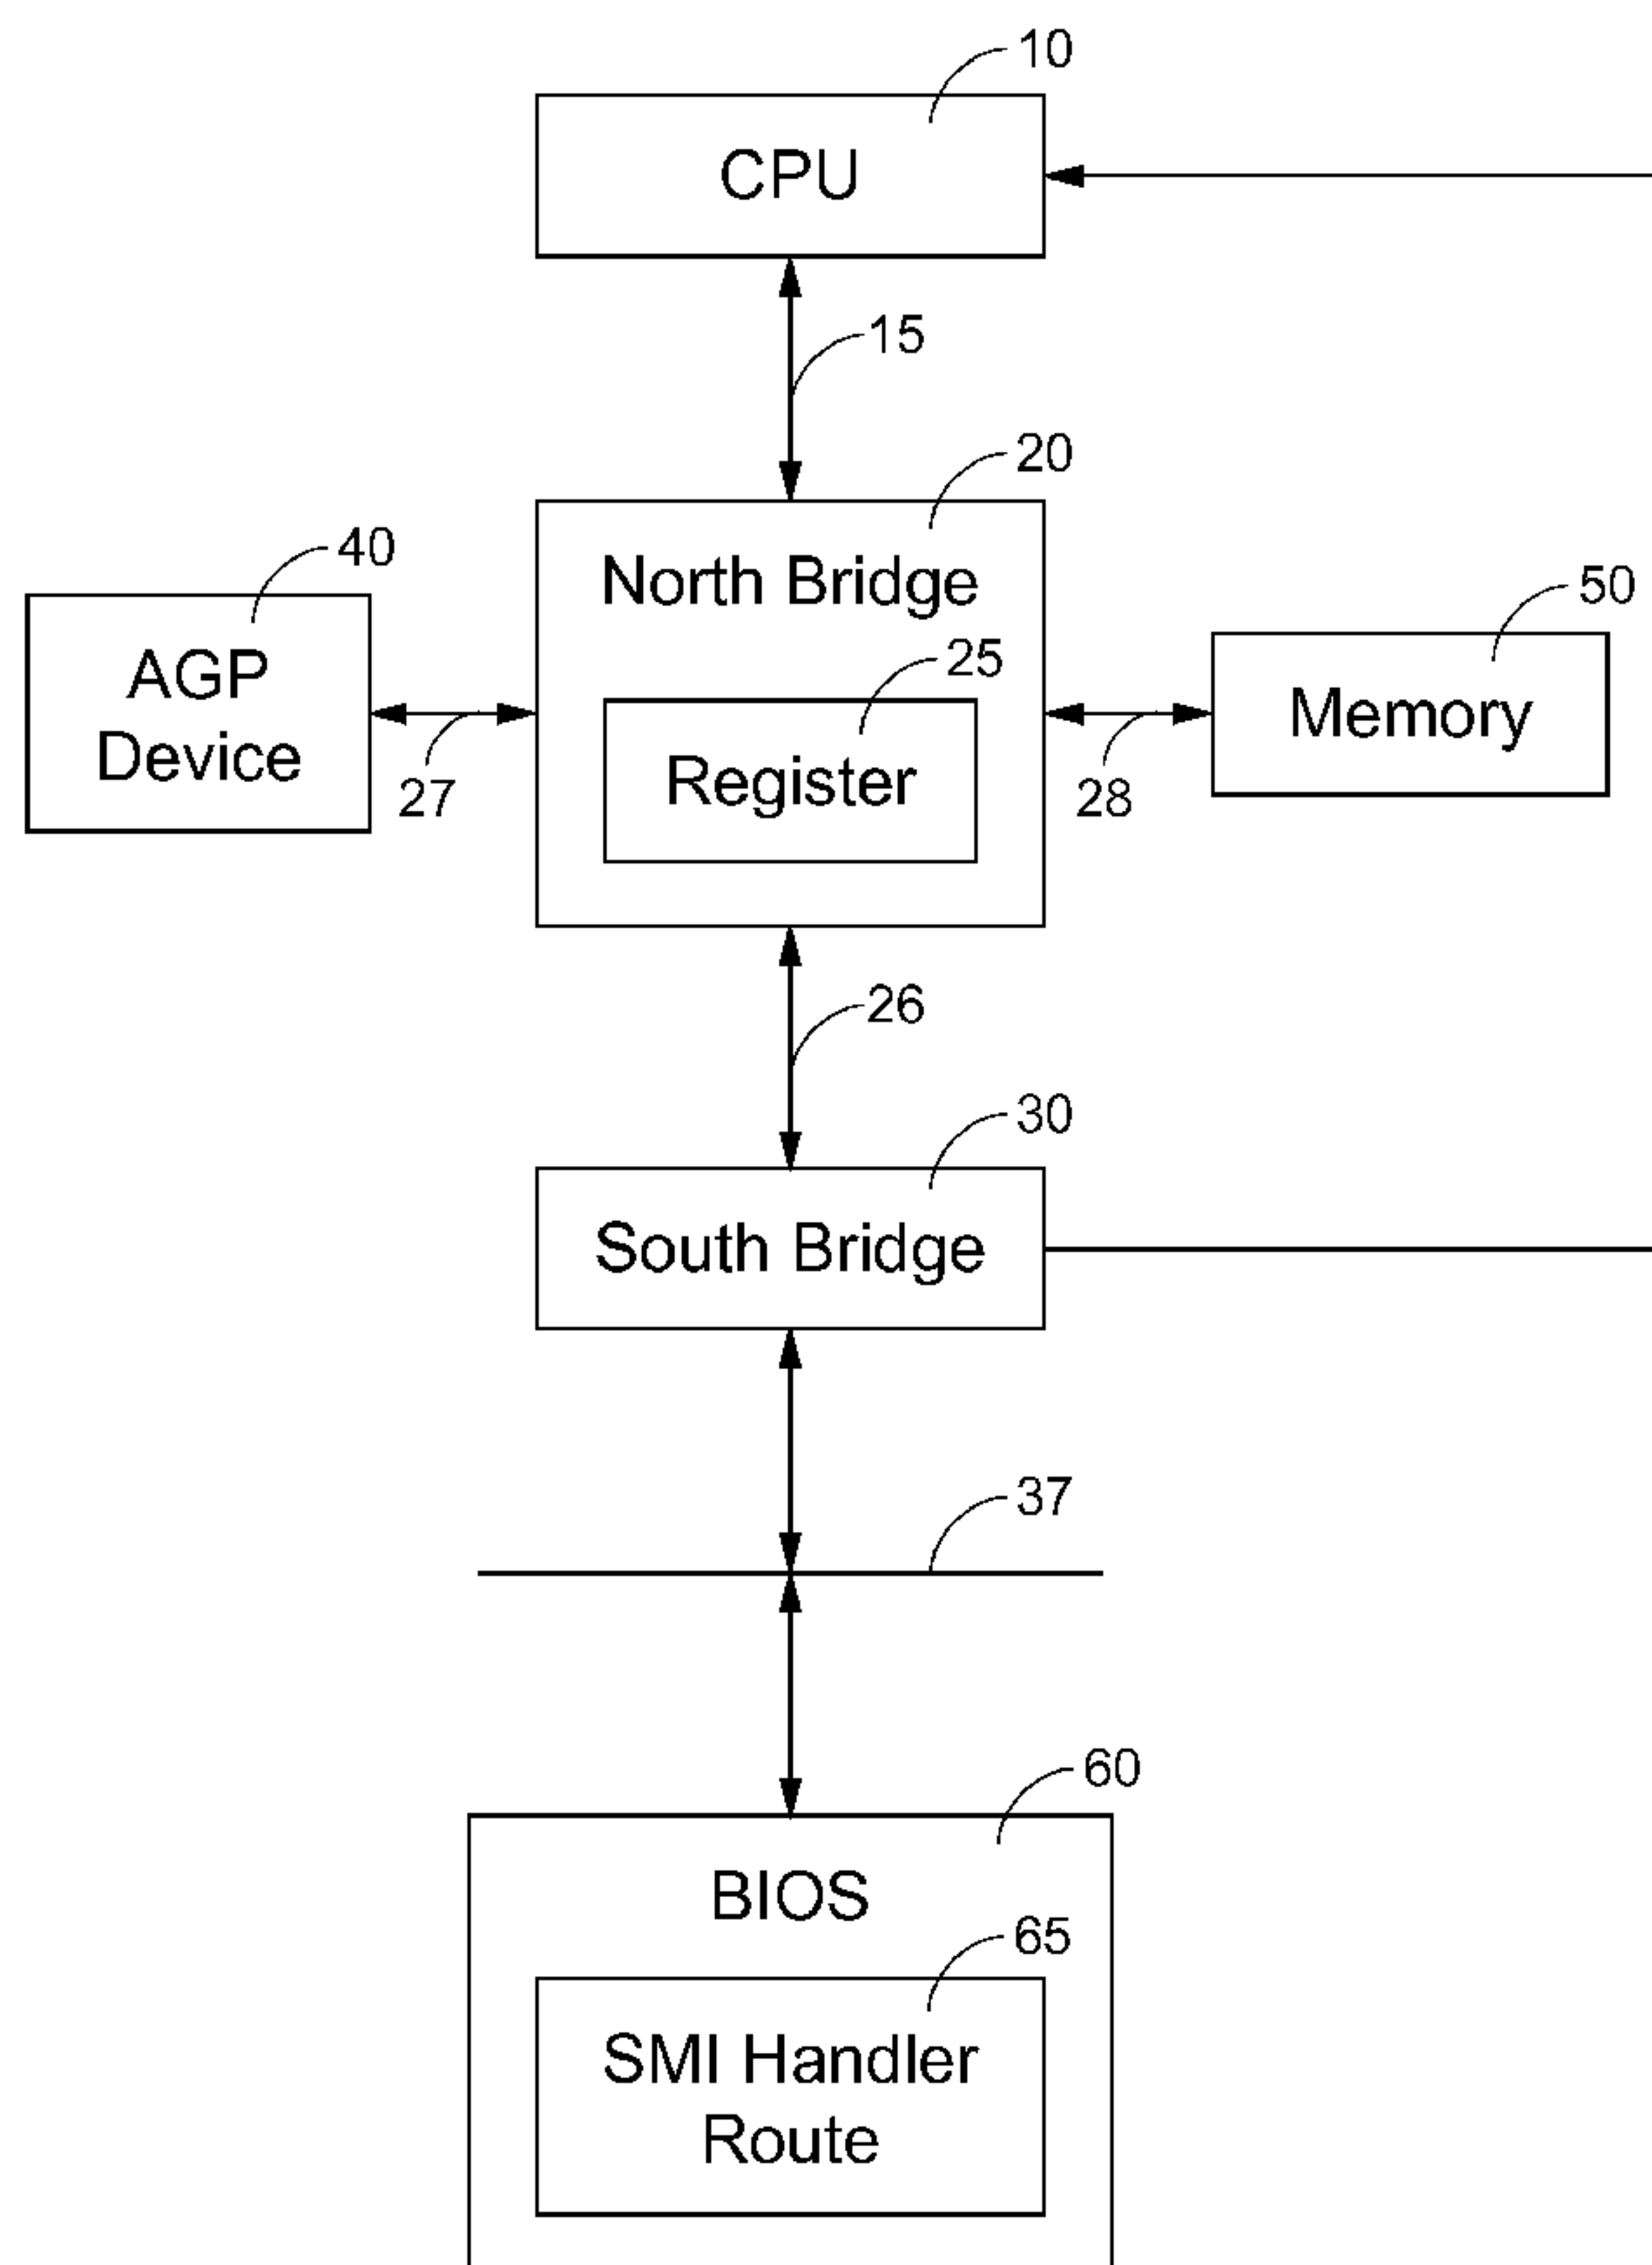 10
CPU
15
20
North Bridge
40
AGP
Device
25
Register
50
Memory
27
28
26
30
South Bridge
37
60
BIOS
65
SMI Handler
Route